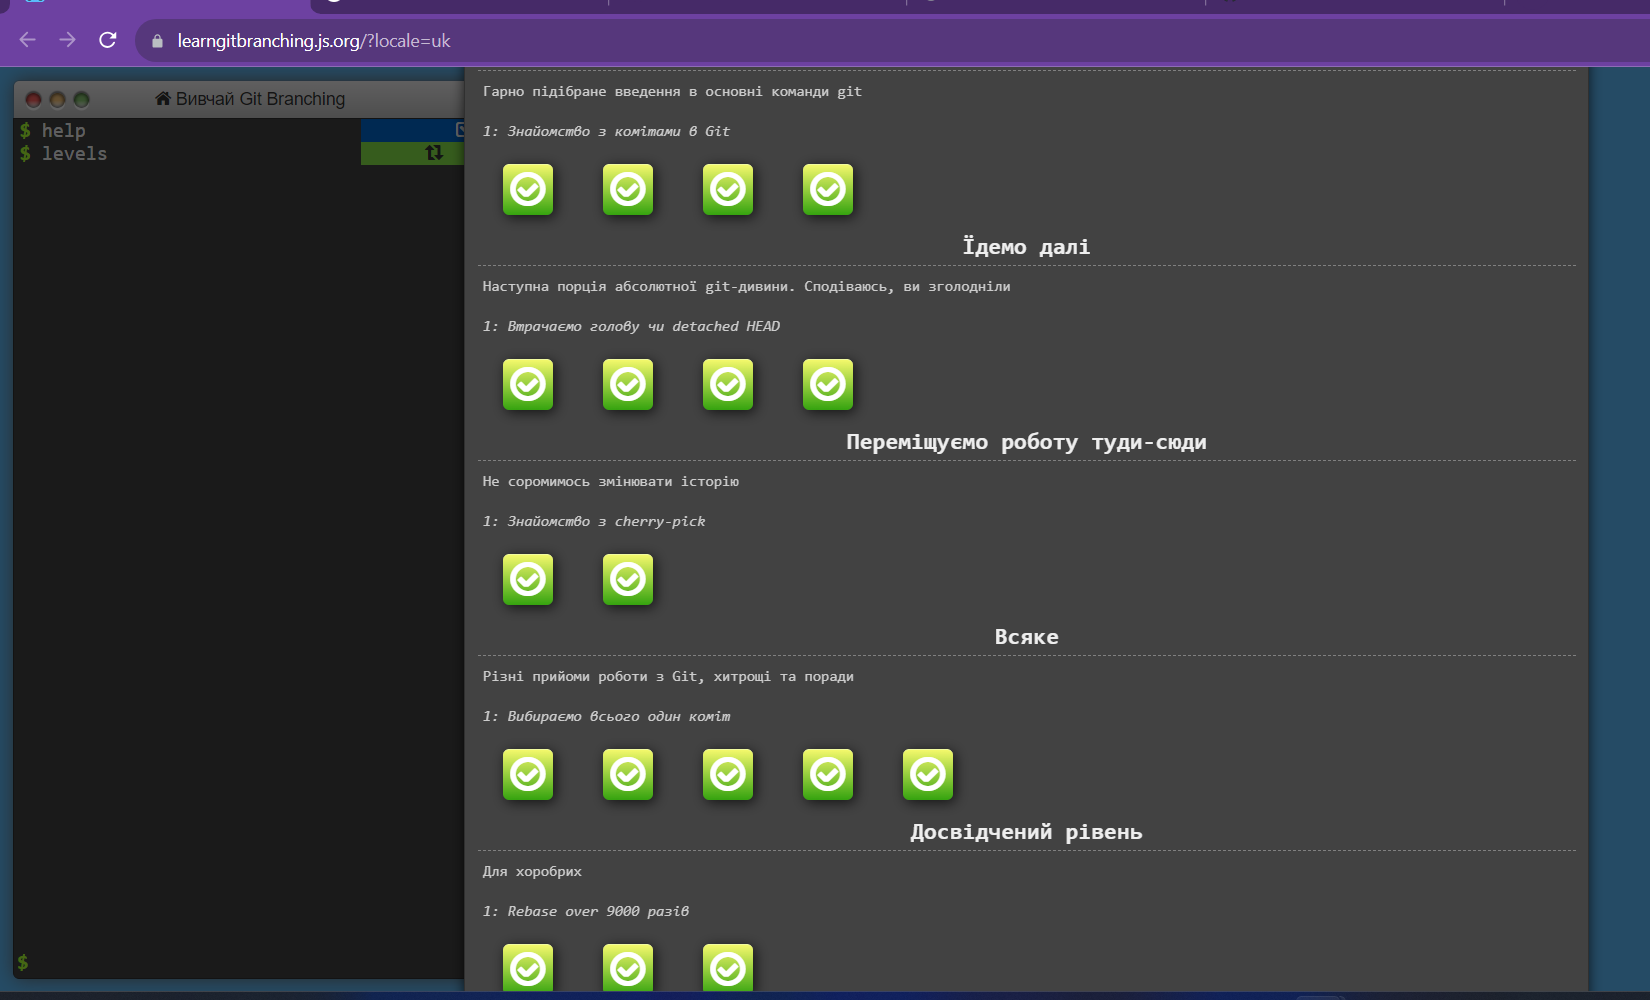 learngitbranching.js.org/?locale=uk
Вивчай Git Branching
$ help
$ levels
$
Гарно підібране введення в основні команди git
1: Знайомство з комітами в Git
Їдемо далі
Наступна порція абсолютної git-дивини. Сподіваюсь, ви зголодніли
1: Втрачаємо голову чи detached HEAD
Переміщуємо роботу туди-сюди
Не соромимось змінювати історію
1: Знайомство з cherry-pick
Всяке
Різні прийоми роботи з Git, хитрощі та поради
1: Вибираємо всього один коміт
Досвідчений рівень
Для хоробрих
1: Rebase over 9000 разів